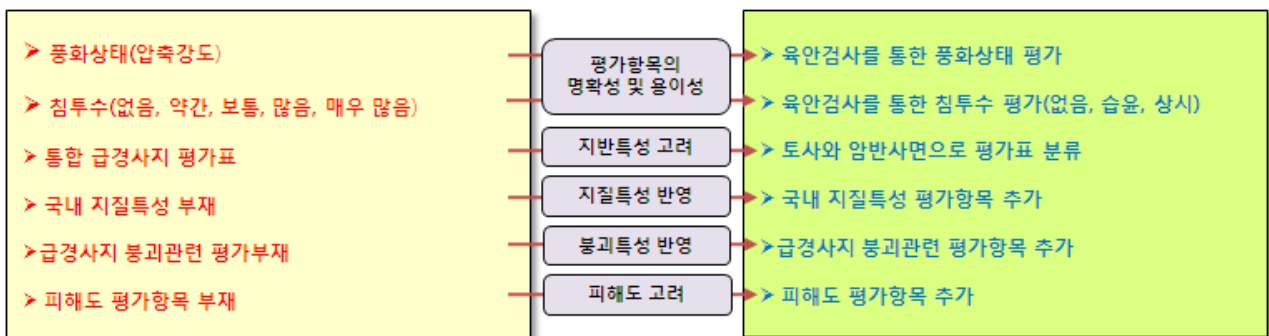 ➢ 풍화상태(압축강도)
➢ 침투수(없음, 약간, 보통, 많음, 매우 많음)
➢ 통합 급경사지 평가표
➢ 국내 지질특성 부재
➢급경사지 붕괴관련 평가부재
➢ 피해도 평가항목 부재
평가항목의
명확성 및 용이성
지반특성 고려
지질특성 반영
붕괴특성 반영
피해도 고려
➢ 육안검사를 통한 풍화상태 평가
➢ 육안검사를 통한 침투수 평가(없음, 습윤, 상시)
➢ 토사와 암반사면으로 평가표 분류
➢ 국내 지질특성 평가항목 추가
➢급경사지 붕괴관련 평가항목 추가
➢ 피해도 평가항목 추가